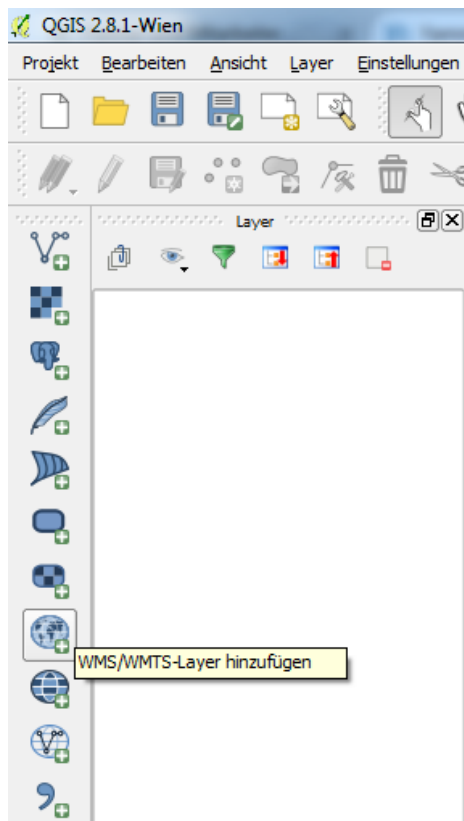 QGIS 2.8.1-Wien
Projekt Bearbeiten Ansicht Layer Einstellungen
Layer
WMS/WMTS-Layer hinzufügen